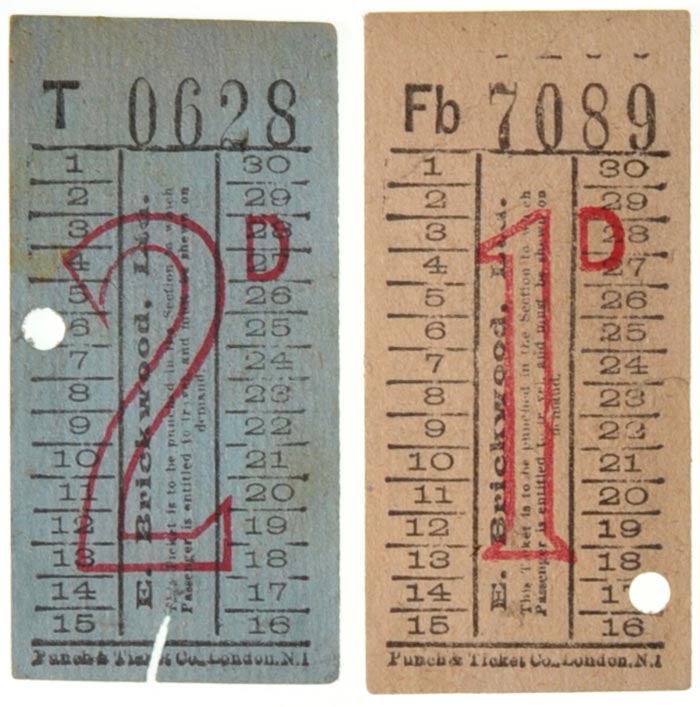 T 0628
1 30
2 29
3 28
4 27
5 26
6 25
7 24
8 23
9 22
10 21
11 20
12 19
13 18
14 17
15 16
2D
E. Brickwood, Ltd.
This Ticket is to be punched in the Section to which
Passenger is entitled to travel and must be shewn on
demand.
Punch & Ticket Co., London, N.1
Fb 7089
1 30
2 29
3 28
4 27
5 26
6 25
7 24
8 23
9 22
10 21
11 20
12 19
13 18
14 17
15 16
1D
E. Brickwood, Ltd.
This Ticket is to be punched in the Section to which
Passenger is entitled to travel and must be shewn on
demand.
Punch & Ticket Co., London, N.1